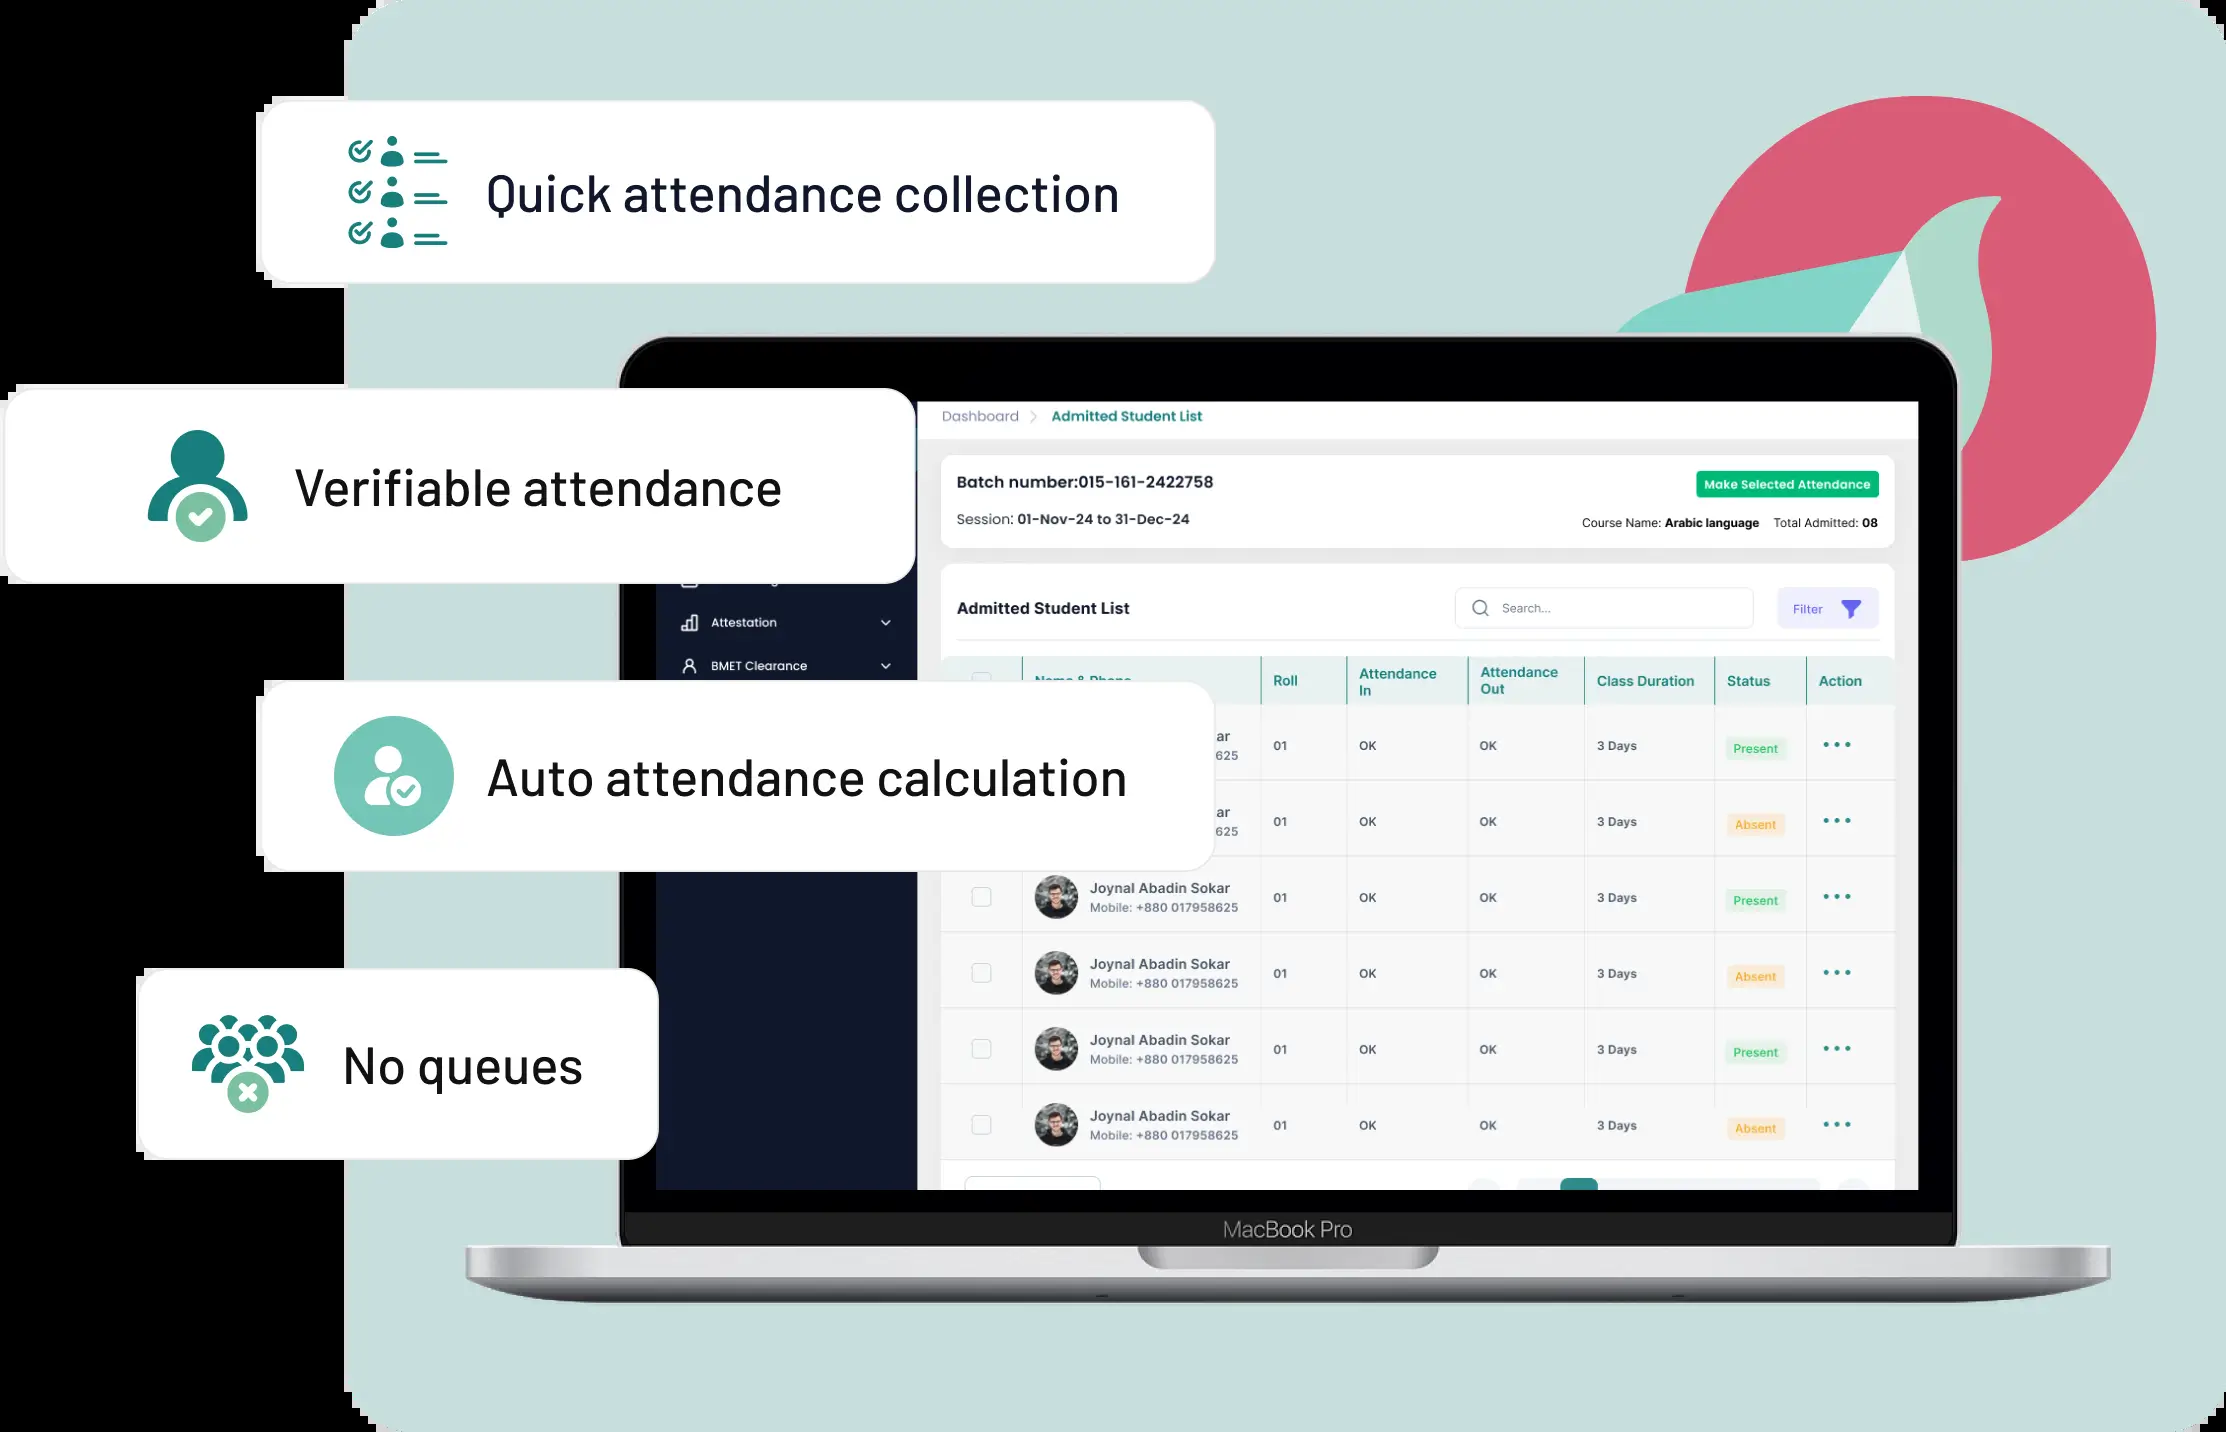 Quick attendance collection
Verifiable attendance
Auto attendance calculation
No queues
Dashboard > Admitted Student List
Batch number:015-161-2422758
Make Selected Attendance
Session: 01-Nov-24 to 31-Dec-24
Course Name: Arabic language Total Admitted: 08
Attestation
BMET Clearance
Admitted Student List
Search...
Filter
Name & Phone Roll Attendance In Attendance Out Class Duration Status Action
ar
625 01 OK OK 3 Days Present
ar
625 01 OK OK 3 Days Absent
Joynal Abadin Sokar
Mobile: +880 017958625 01 OK OK 3 Days Present
Joynal Abadin Sokar
Mobile: +880 017958625 01 OK OK 3 Days Absent
Joynal Abadin Sokar
Mobile: +880 017958625 01 OK OK 3 Days Present
Joynal Abadin Sokar
Mobile: +880 017958625 01 OK OK 3 Days Absent
MacBook Pro